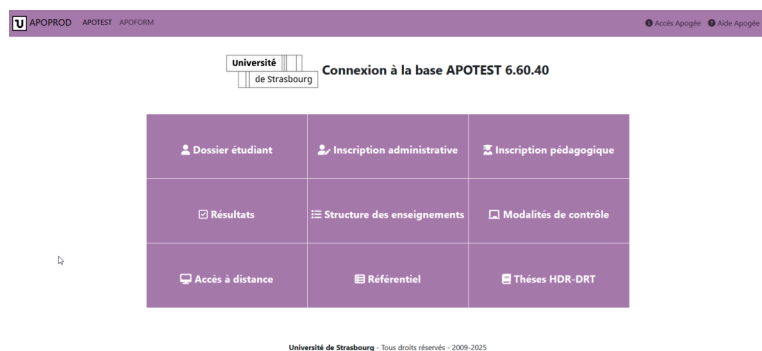 U APOPROD APOTEST APOFORM Accès Apogée Aide Apogée
Université
de Strasbourg
Connexion à la base APOTEST 6.60.40
Dossier étudiant Inscription administrative Inscription pédagogique
Résultats Structure des enseignements Modalités de contrôle
Accès à distance Référentiel Thèses HDR-DRT
Université de Strasbourg - Tous droits réservés - 2009-2025